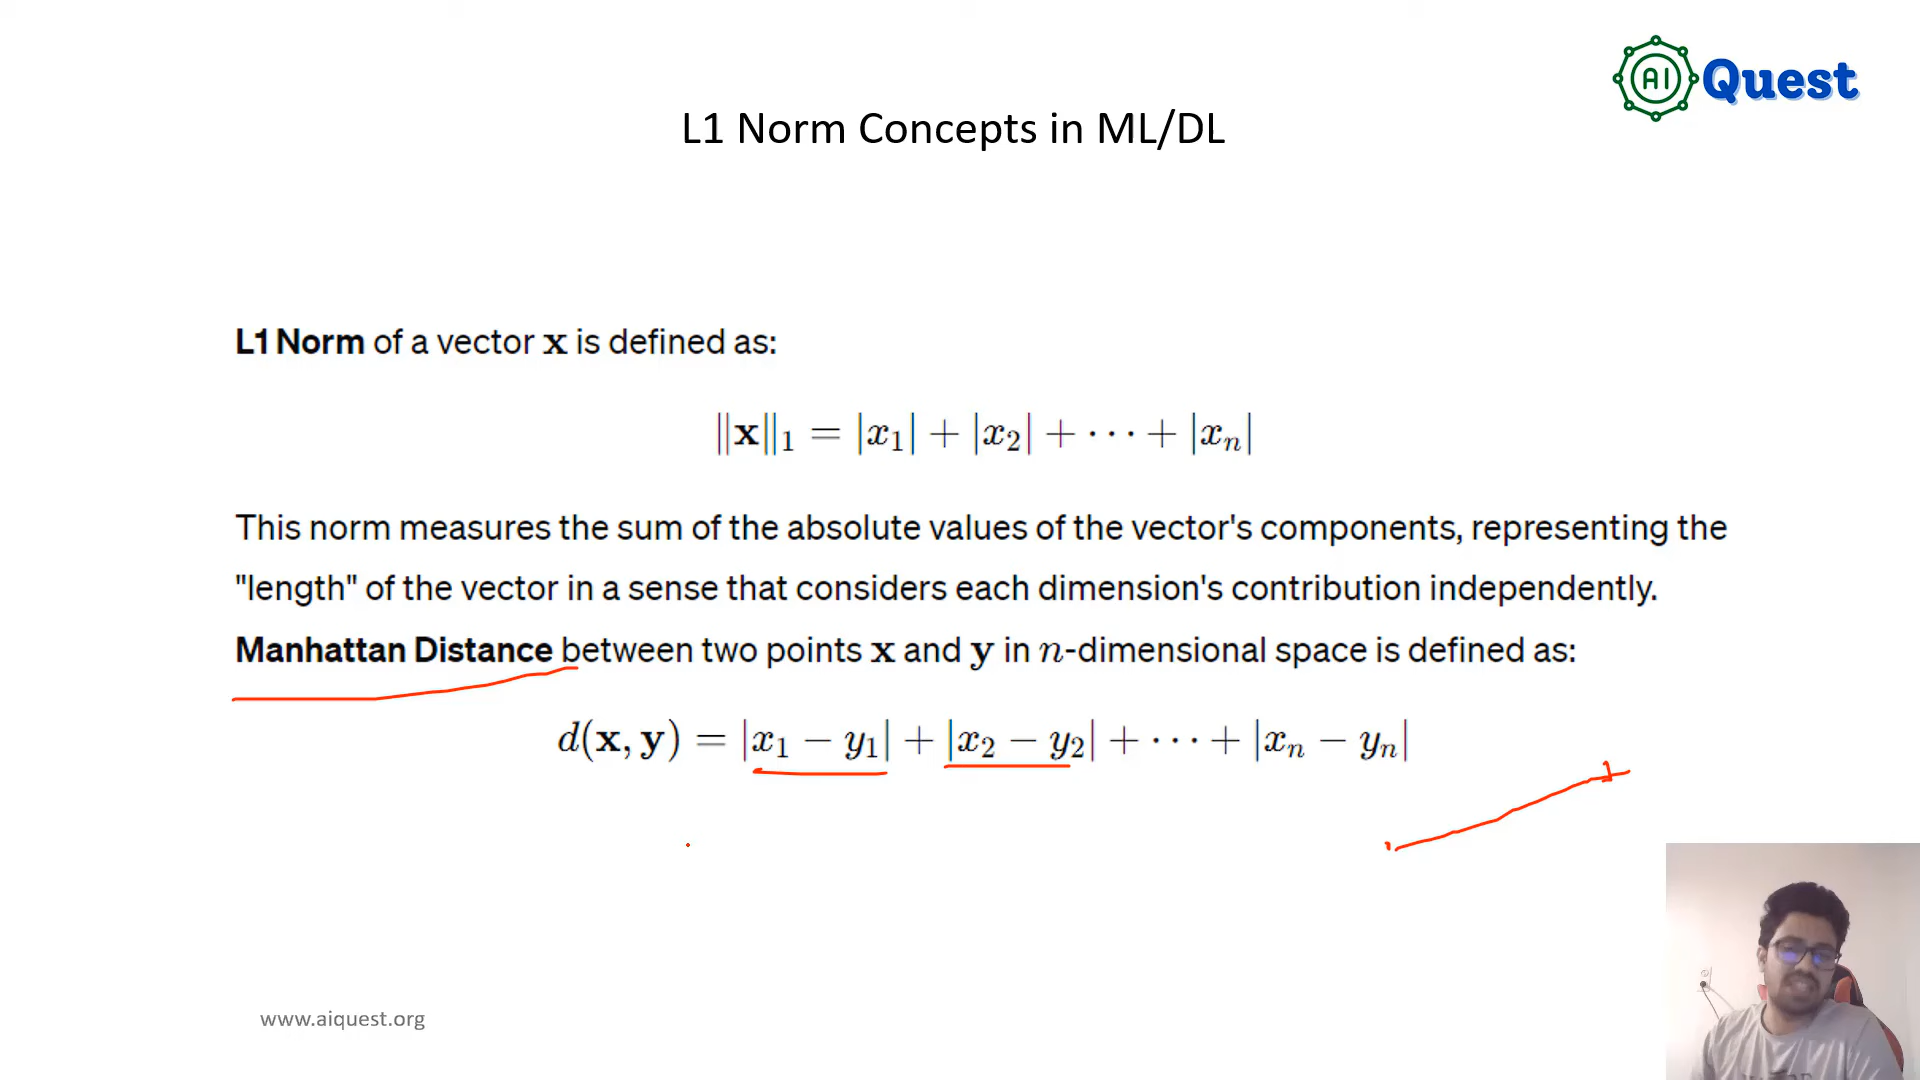 AI Quest
L1 Norm Concepts in ML/DL
L1 Norm of a vector x is defined as:
‖x‖₁ = |x₁| + |x₂| + ··· + |xₙ|
This norm measures the sum of the absolute values of the vector's components, representing the
"length" of the vector in a sense that considers each dimension's contribution independently.
Manhattan Distance between two points x and y in n-dimensional space is defined as:
d(x, y) = |x₁ − y₁| + |x₂ − y₂| + ··· + |xₙ − yₙ|
www.aiquest.org